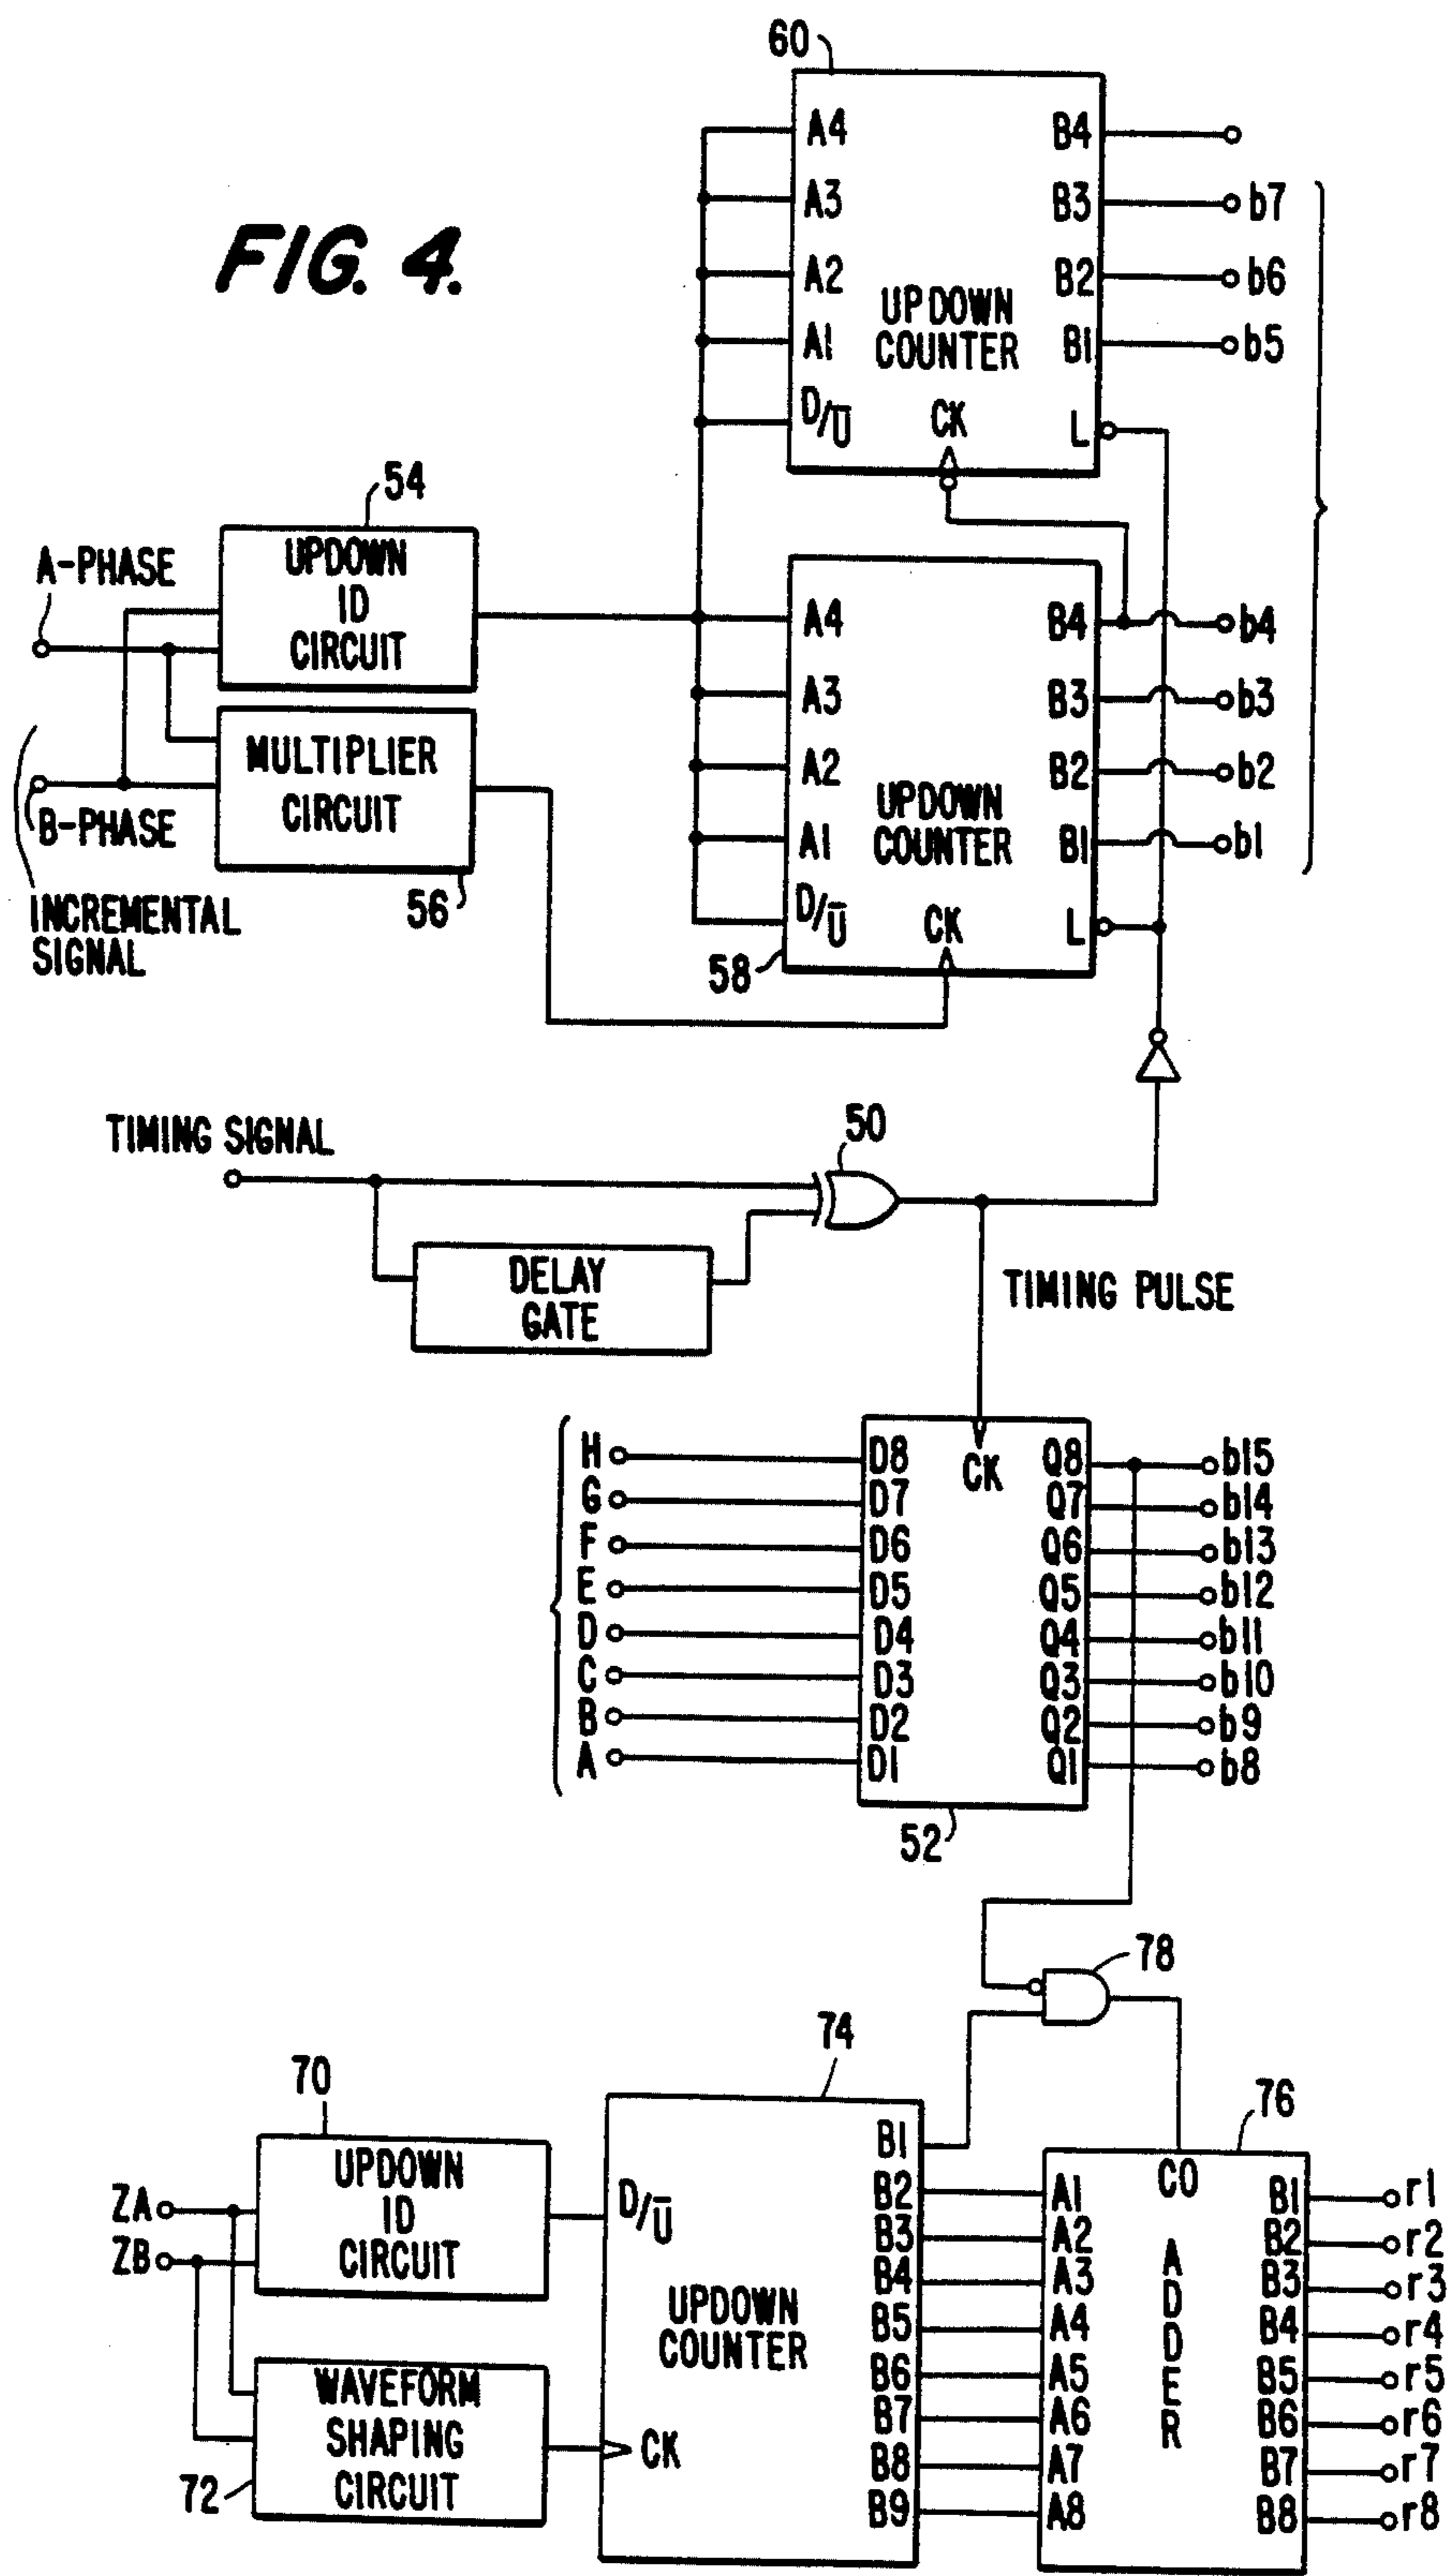 FIG. 4.
60
A4
A3
A2
A1
D/U̅
UPDOWN
COUNTER
CK
B4
B3
B2
B1
L
b7
b6
b5
54
UPDOWN
ID
CIRCUIT
A-PHASE
B-PHASE
INCREMENTAL
SIGNAL
MULTIPLIER
CIRCUIT
56
A4
A3
A2
A1
D/U̅
UPDOWN
COUNTER
CK
58
B4
B3
B2
B1
L
b4
b3
b2
b1
TIMING SIGNAL
50
DELAY
GATE
TIMING PULSE
H
G
F
E
D
C
B
A
D8
D7
D6
D5
D4
D3
D2
D1
CK
Q8
Q7
Q6
Q5
Q4
Q3
Q2
Q1
b15
b14
b13
b12
b11
b10
b9
b8
52
78
74
70
ZA
ZB
UPDOWN
ID
CIRCUIT
WAVEFORM
SHAPING
CIRCUIT
72
D/U̅
UPDOWN
COUNTER
CK
B1
B2
B3
B4
B5
B6
B7
B8
B9
76
A1
A2
A3
A4
A5
A6
A7
A8
CO
ADDER
B1
B2
B3
B4
B5
B6
B7
B8
r1
r2
r3
r4
r5
r6
r7
r8